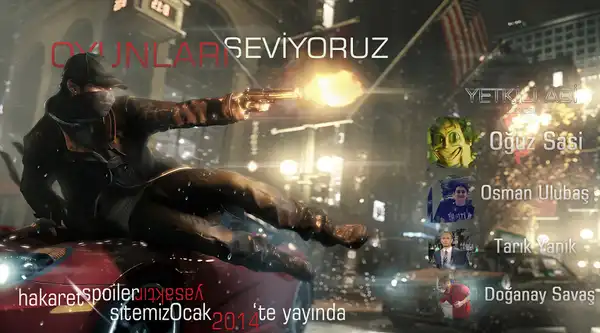 OYUNLARI SEVİYORUZ
YETKİLİ
Oğuz Sasi
Osman Ulubaş
Tarık Yanık
Doğanay Savaş
hakaret spoiler yasaktır
sitemiz Ocak 2014 'te yayında